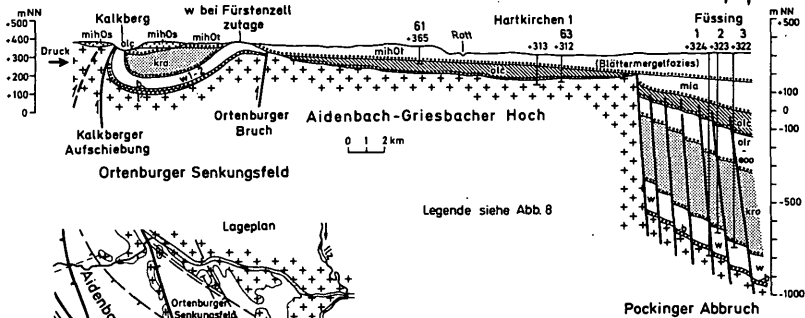 mNN
+500
+400
+300
+200
+100
0
Druck
Kalkberg
w bei Fürstenzell
zutage
mihOs
olc
mihOs
mihOt
kro
w
Kalkberger
Aufschiebung
Ortenburger
Bruch
Ortenburger Senkungsfeld
Aidenbach-Griesbacher Hoch
0 1 2 km
61
+365
Rott
Hartkirchen 1
63
+313 +312
mihOt
olc
(Blättermergelfazies)
Füssing
1 2 3
+324 +323 +322
mNN
+500
+100
0
-100
-500
-1000
mia
olc
olr
-
eoo
kro
w
b
w
w
Pockinger Abbruch
Legende siehe Abb. 8
Lageplan
Aidenba
Ortenburger
Senkungsfeld